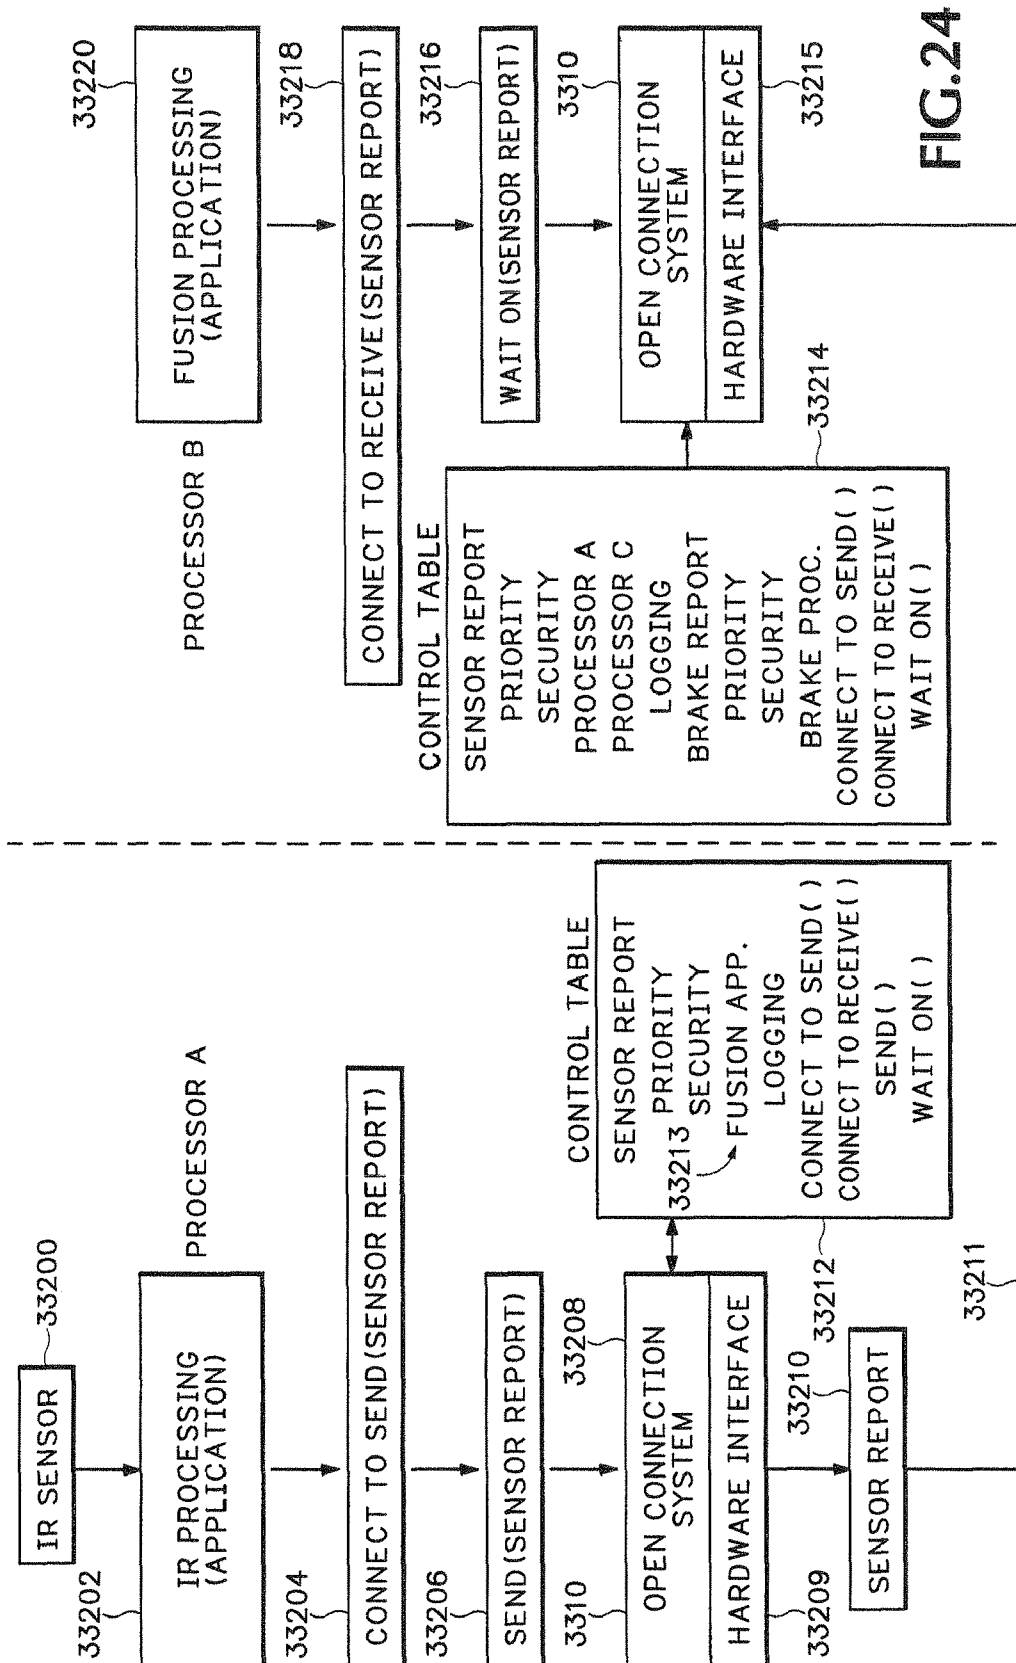 33200
IR SENSOR
33202
IR PROCESSING
(APPLICATION)
PROCESSOR A
33204
CONNECT TO SEND(SENSOR REPORT)
33206
SEND(SENSOR REPORT)
3310
33208
OPEN CONNECTION
SYSTEM
HARDWARE INTERFACE
33209
33210
SENSOR REPORT
33211
CONTROL TABLE
SENSOR REPORT
PRIORITY
SECURITY
33213
FUSION APP.
LOGGING
CONNECT TO SEND( )
CONNECT TO RECEIVE( )
SEND( )
WAIT ON( )
33212
PROCESSOR B
33220
FUSION PROCESSING
(APPLICATION)
33218
CONNECT TO RECEIVE(SENSOR REPORT)
33216
WAIT ON(SENSOR REPORT)
3310
OPEN CONNECTION
SYSTEM
HARDWARE INTERFACE
33215
CONTROL TABLE
SENSOR REPORT
PRIORITY
SECURITY
PROCESSOR A
PROCESSOR C
LOGGING
BRAKE REPORT
PRIORITY
SECURITY
BRAKE PROC.
CONNECT TO SEND( )
CONNECT TO RECEIVE( )
WAIT ON( )
33214
FIG.24